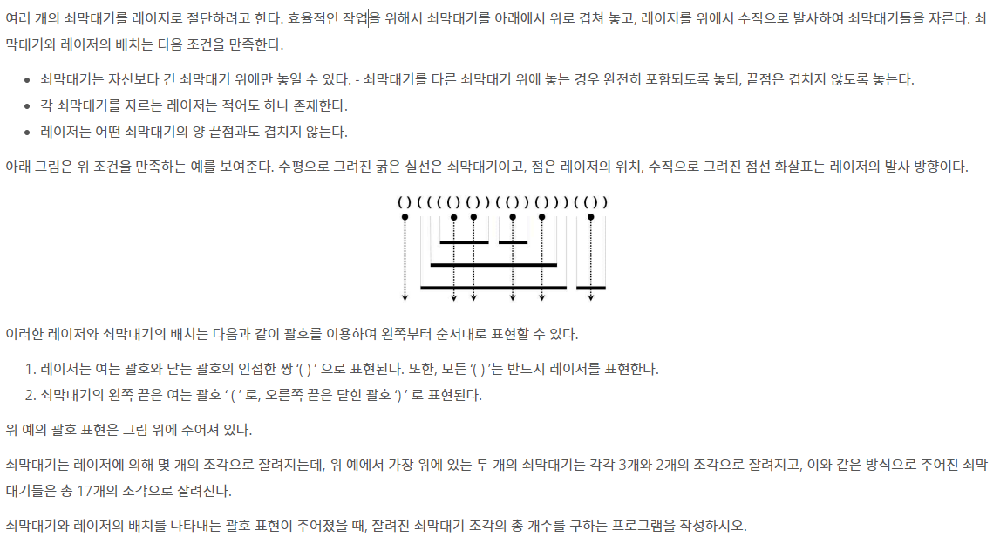 여러 개의 쇠막대기를 레이저로 절단하려고 한다. 효율적인 작업을 위해서 쇠막대기를 아래에서 위로 겹쳐 놓고, 레이저를 위에서 수직으로 발사하여 쇠막대기들을 자른다. 쇠
막대기와 레이저의 배치는 다음 조건을 만족한다.
• 쇠막대기는 자신보다 긴 쇠막대기 위에만 놓일 수 있다. - 쇠막대기를 다른 쇠막대기 위에 놓는 경우 완전히 포함되도록 놓되, 끝점은 겹치지 않도록 놓는다.
• 각 쇠막대기를 자르는 레이저는 적어도 하나 존재한다.
• 레이저는 어떤 쇠막대기의 양 끝점과도 겹치지 않는다.
아래 그림은 위 조건을 만족하는 예를 보여준다. 수평으로 그려진 굵은 실선은 쇠막대기이고, 점은 레이저의 위치, 수직으로 그려진 점선 화살표는 레이저의 발사 방향이다.
( ) ( ( ( ( ) ( ) ) ( ( ) ) ( ) ) ) ( ( ) )
이러한 레이저와 쇠막대기의 배치는 다음과 같이 괄호를 이용하여 왼쪽부터 순서대로 표현할 수 있다.
1. 레이저는 여는 괄호와 닫는 괄호의 인접한 쌍 ‘( ) ’ 으로 표현된다. 또한, 모든 ‘( ) ’는 반드시 레이저를 표현한다.
2. 쇠막대기의 왼쪽 끝은 여는 괄호 ‘ ( ’ 로, 오른쪽 끝은 닫힌 괄호 ‘) ’ 로 표현된다.
위 예의 괄호 표현은 그림 위에 주어져 있다.
쇠막대기는 레이저에 의해 몇 개의 조각으로 잘려지는데, 위 예에서 가장 위에 있는 두 개의 쇠막대기는 각각 3개와 2개의 조각으로 잘려지고, 이와 같은 방식으로 주어진 쇠막
대기들은 총 17개의 조각으로 잘려진다.
쇠막대기와 레이저의 배치를 나타내는 괄호 표현이 주어졌을 때, 잘려진 쇠막대기 조각의 총 개수를 구하는 프로그램을 작성하시오.